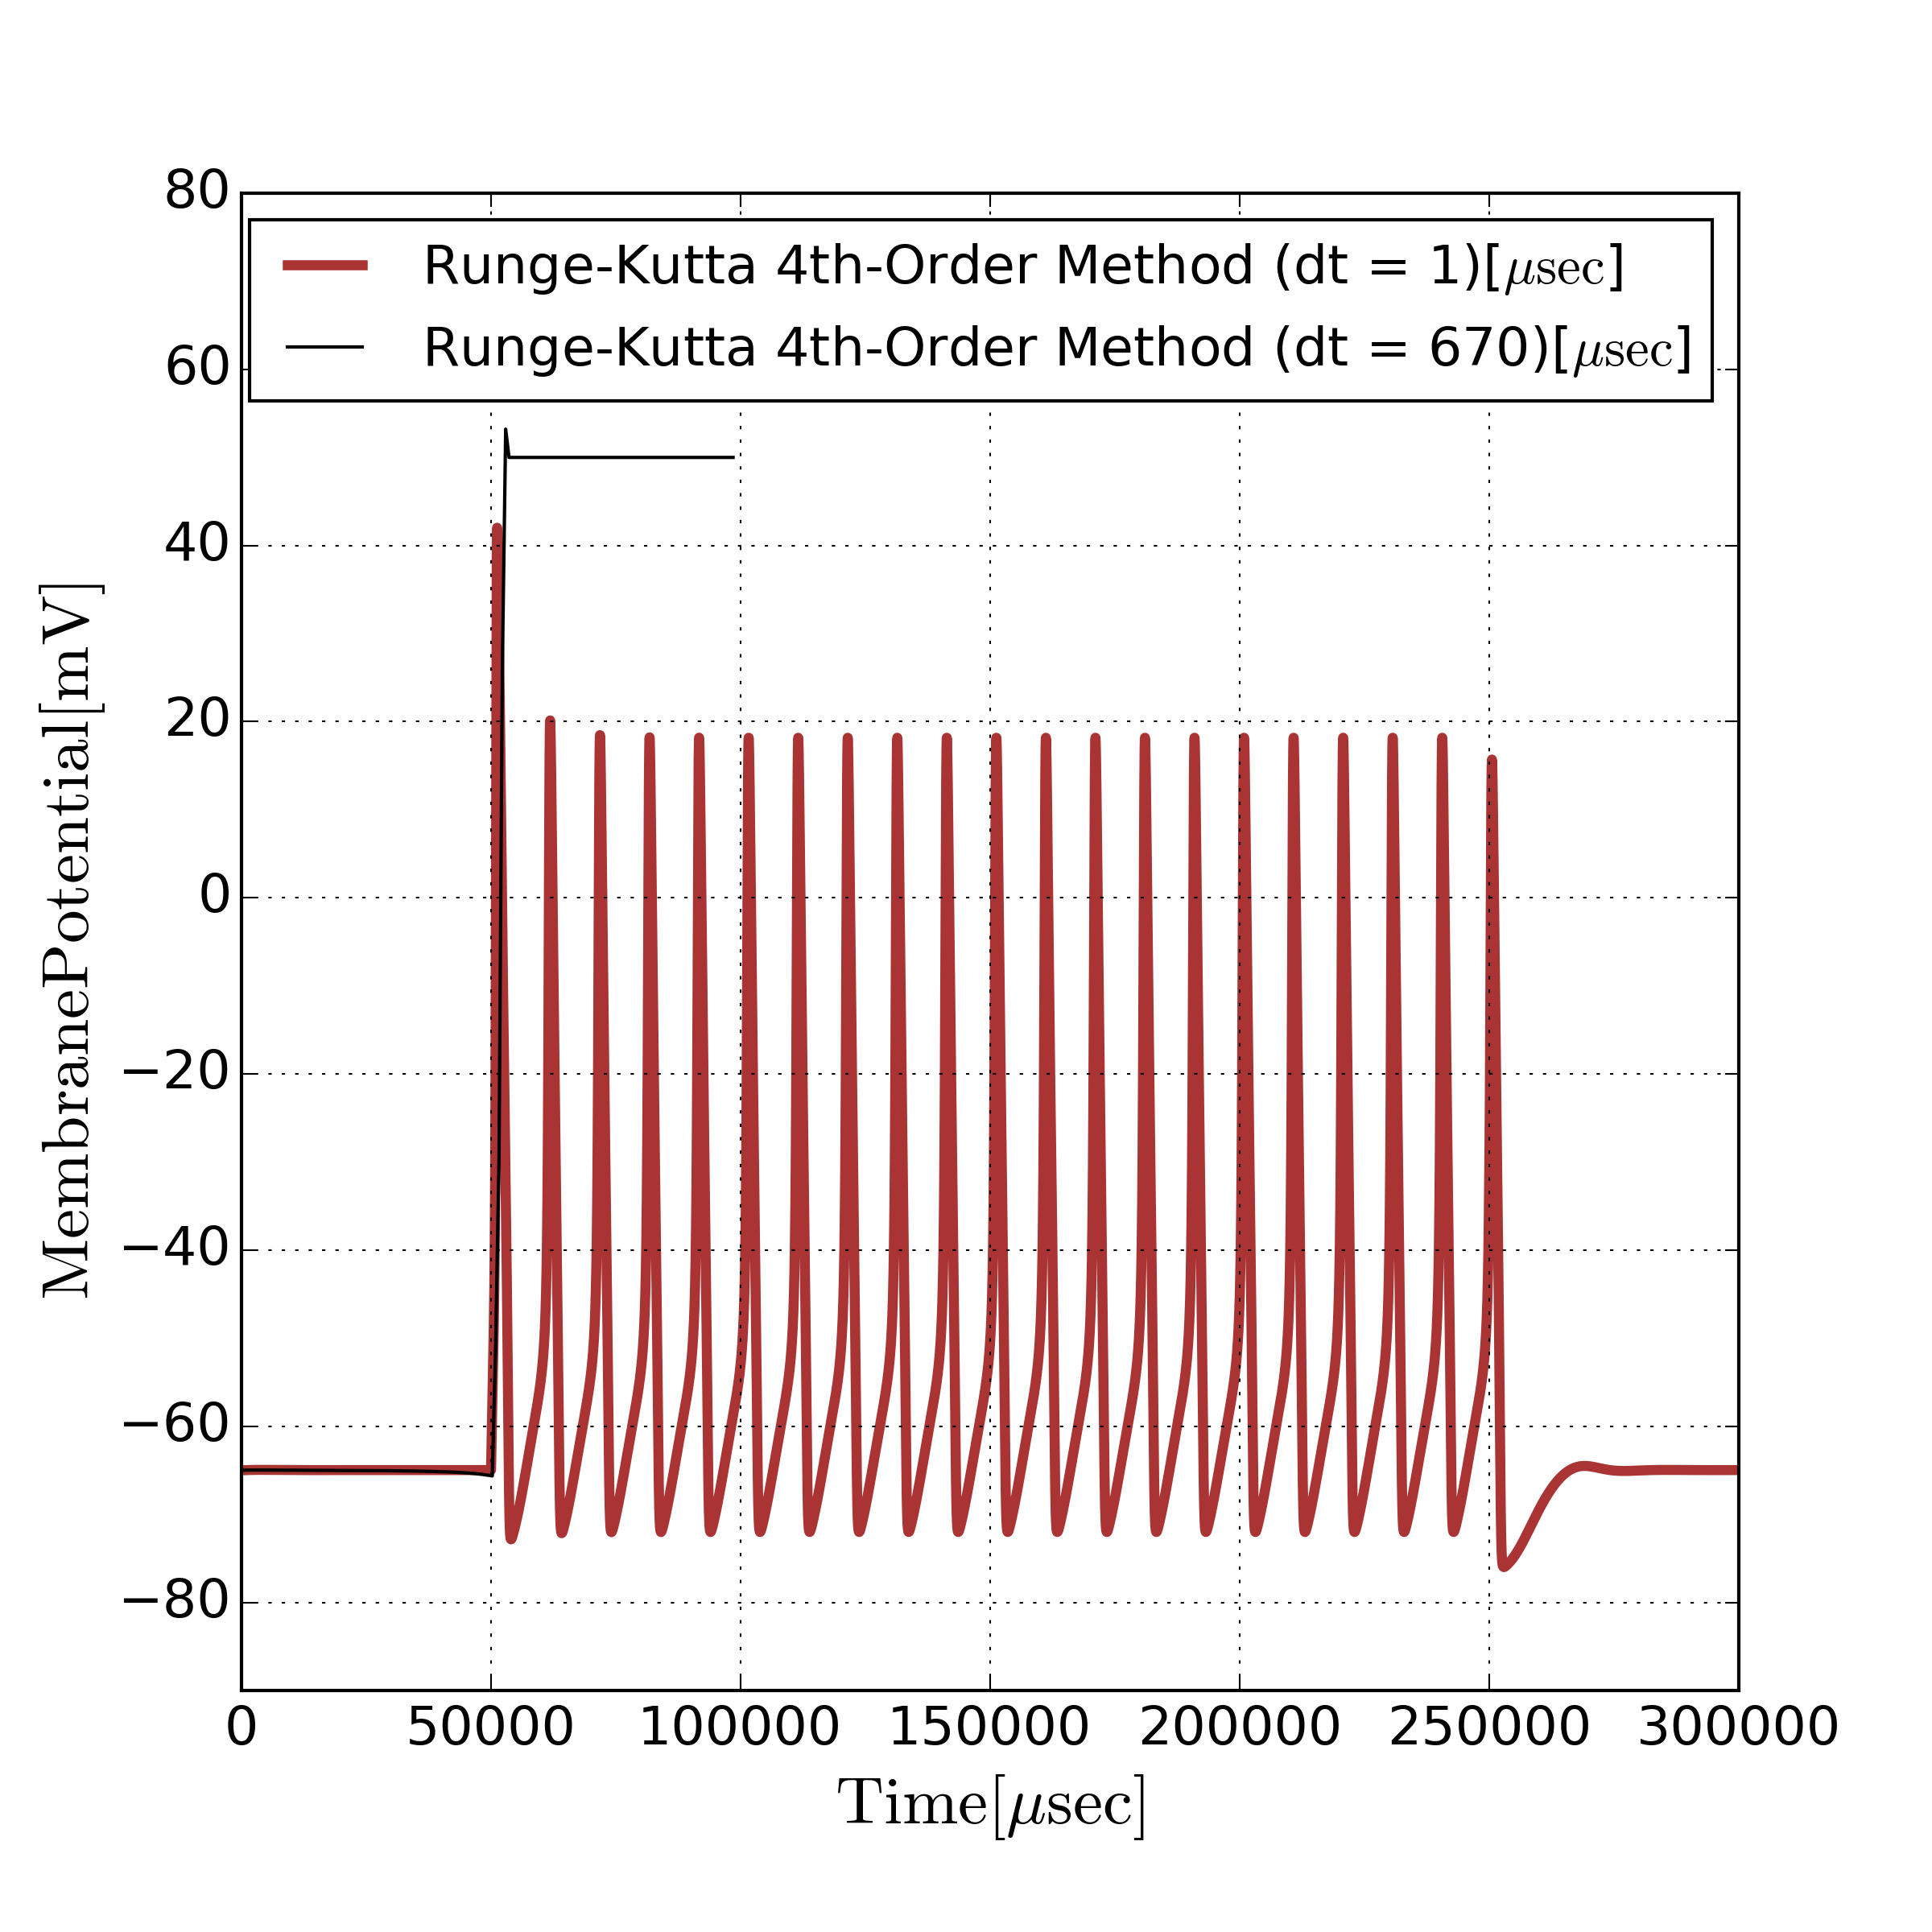 80
Runge-Kutta 4th-Order Method (dt = 1)[μsec]
Runge-Kutta 4th-Order Method (dt = 670)[μsec]
60
40
20
0
−20
−40
−60
−80
MembranePotential[mV]
0 50000 100000 150000 200000 250000 300000
Time[μsec]